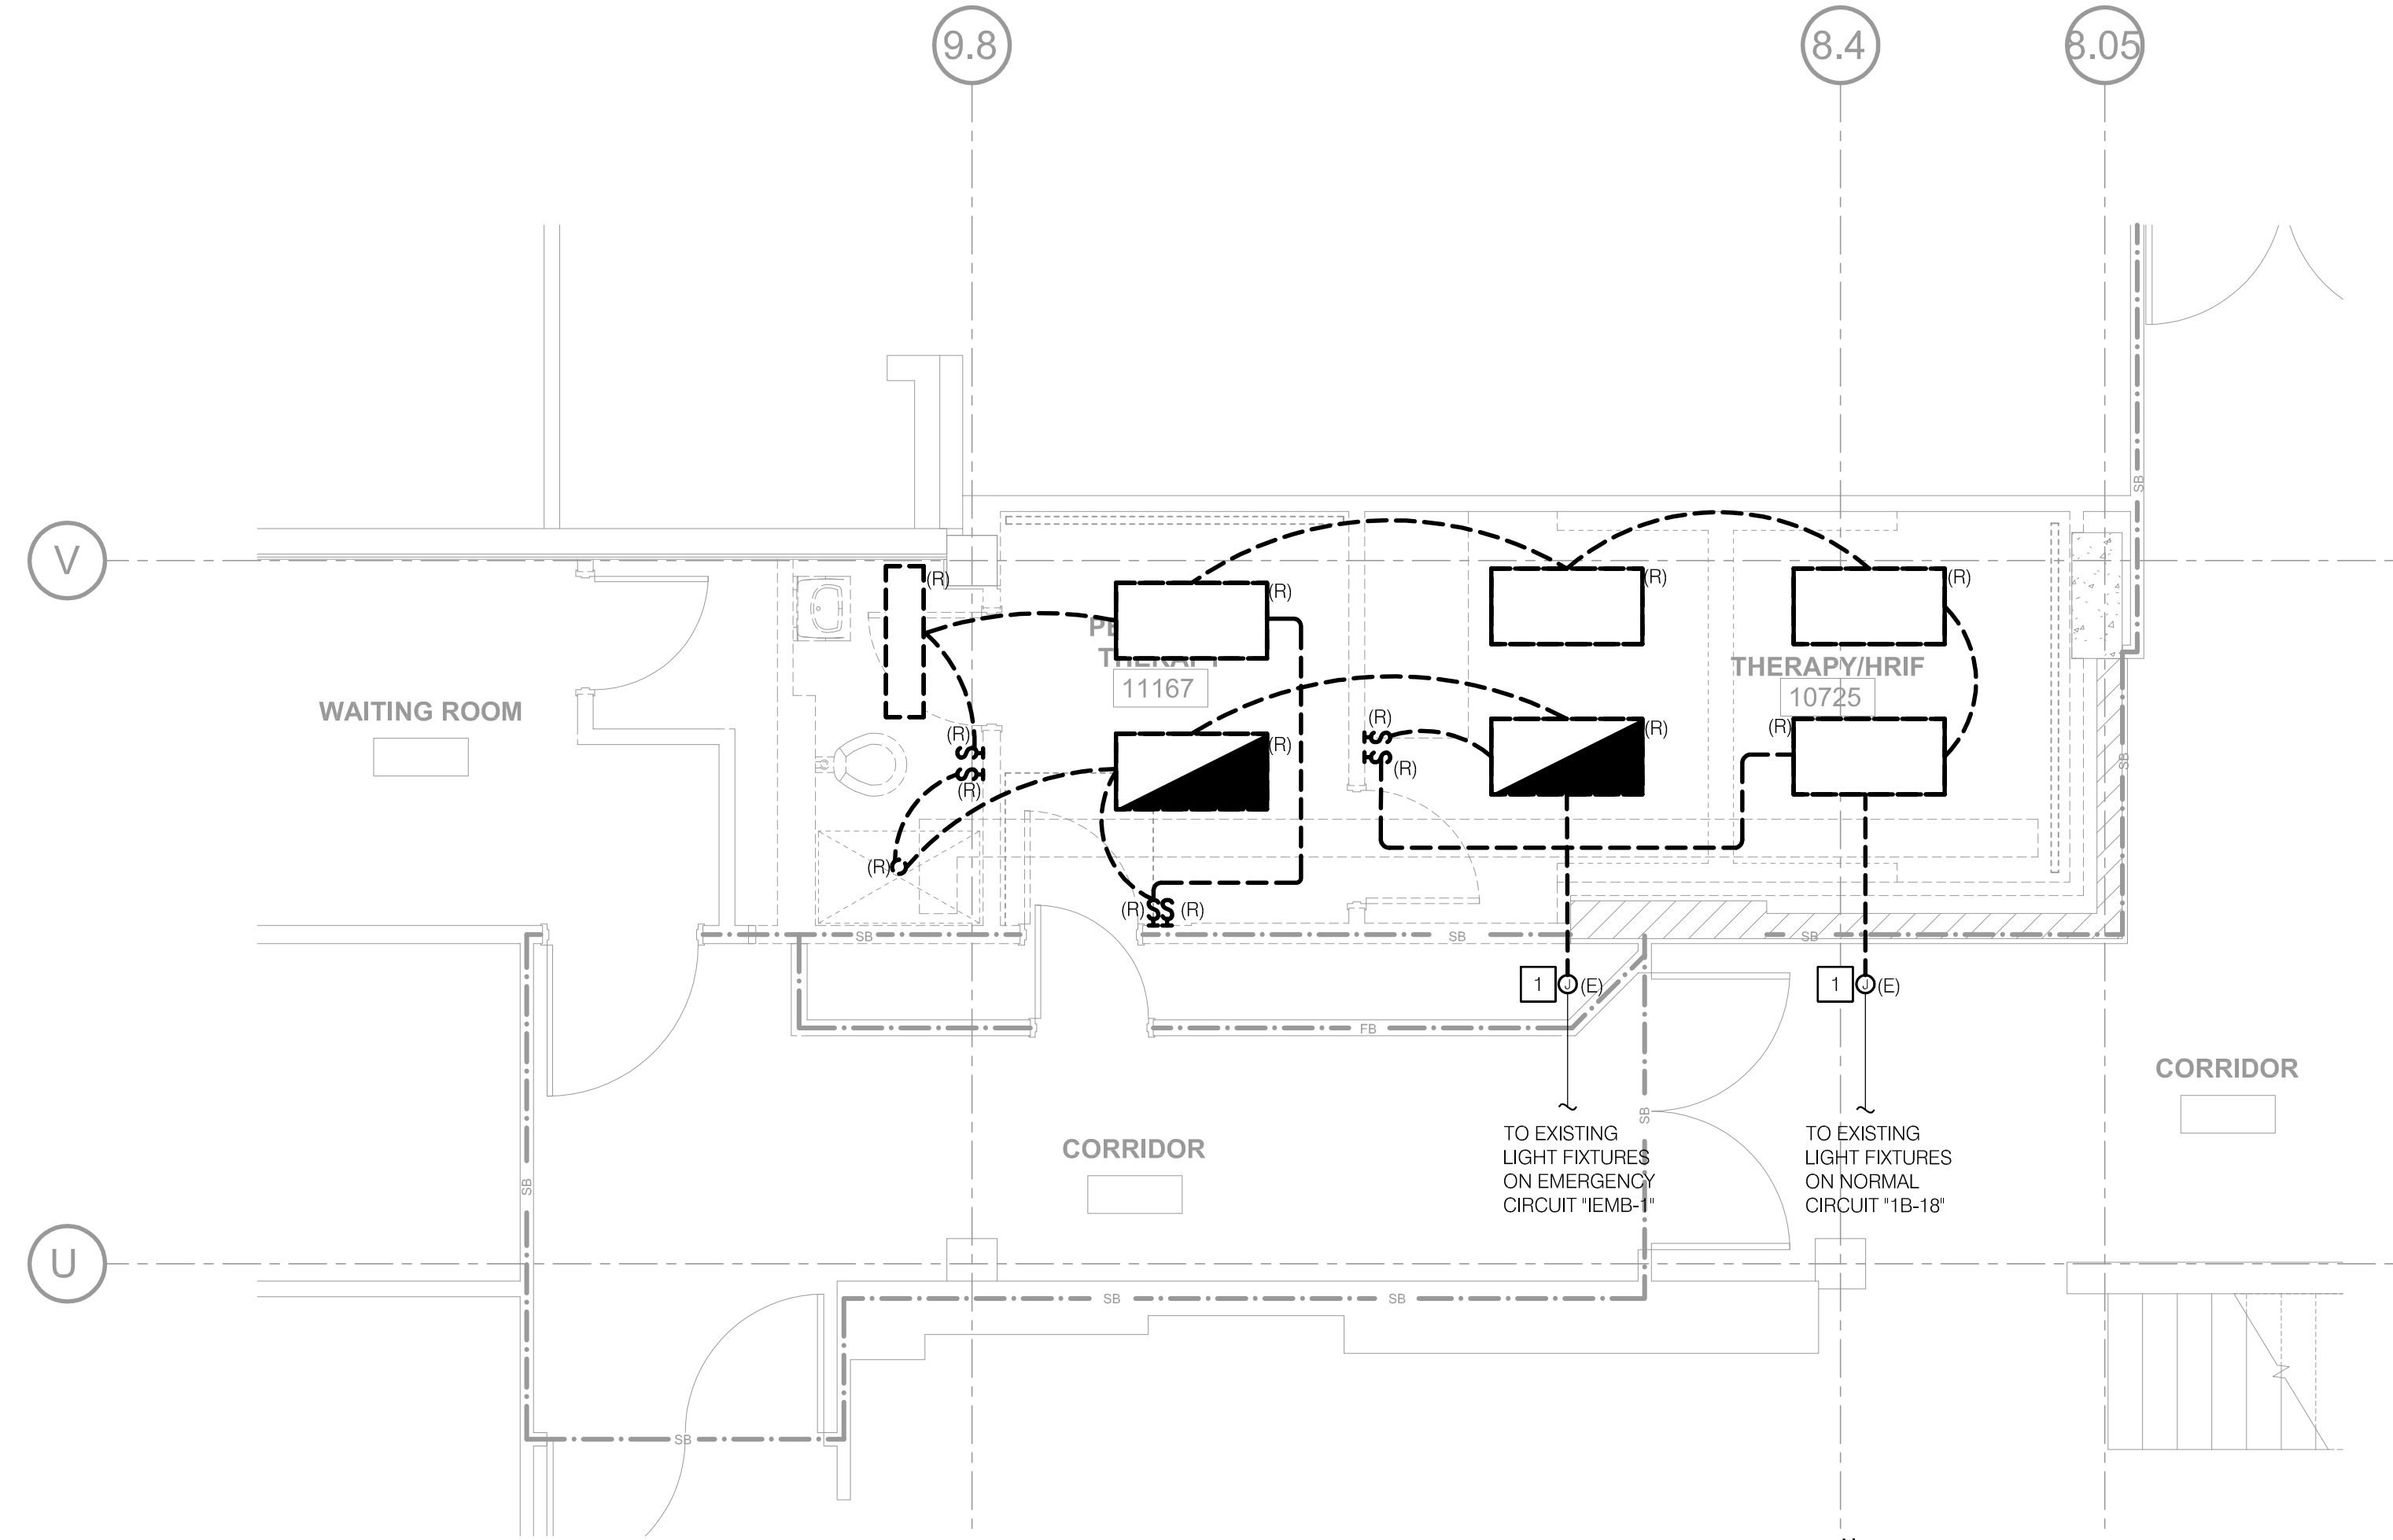 9.8
8.4
8.05
SB
V
(R)
(R)
(R)
(R)
THERAPY
11167
THERAPY/HRIF
10725
WAITING ROOM
(R)
(R)
(R)
(R)
(R)
(R)
(R)
(R)
SB
(R)
$$
(R)
(R)
SB
SB
SB
1
J
(E)
1
J
(E)
FB
CORRIDOR
SB
TO EXISTING
LIGHT FIXTURES
ON EMERGENCY
CIRCUIT "IEMB-1"
TO EXISTING
LIGHT FIXTURES
ON NORMAL
CIRCUIT "1B-18"
CORRIDOR
SB
U
SB
SB
SB